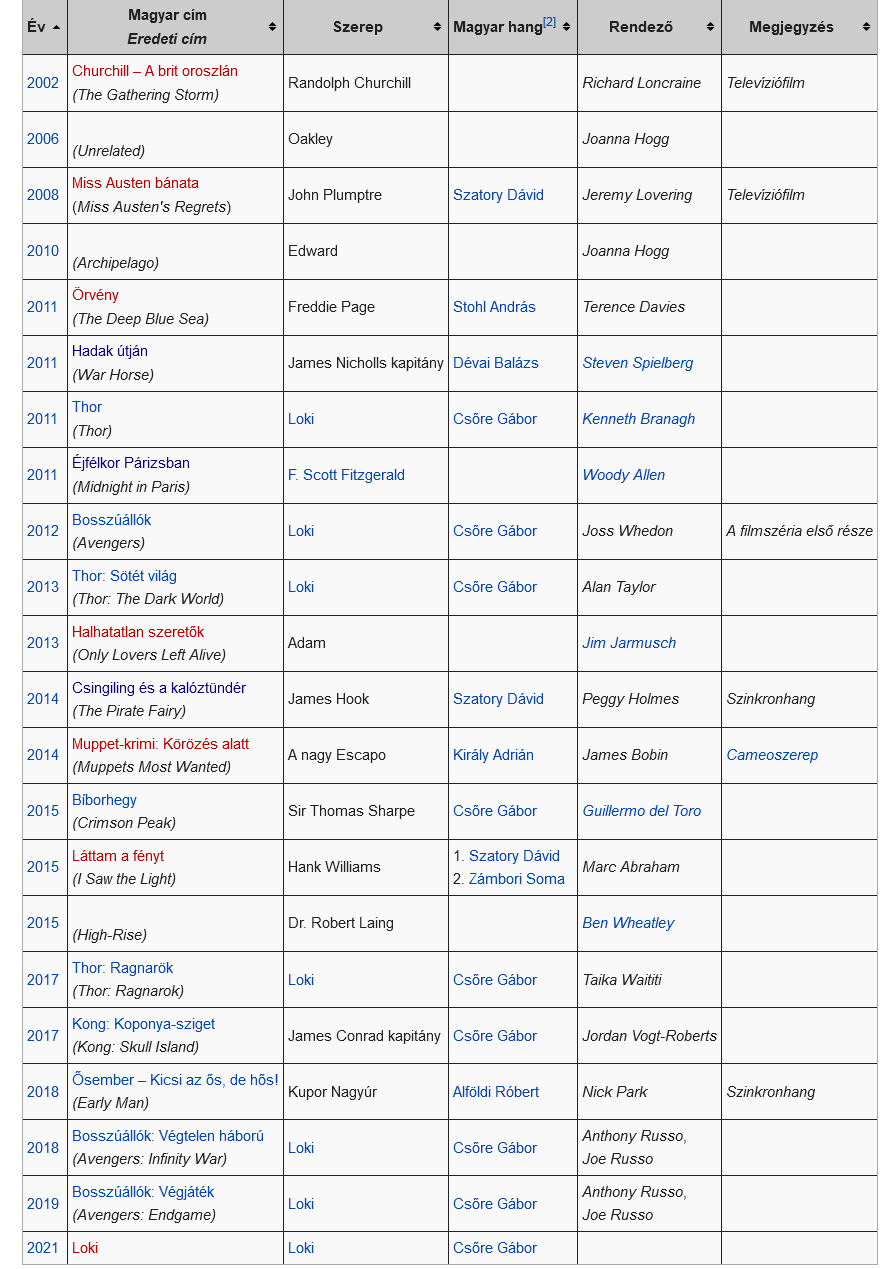 Év Magyar cím Eredeti cím Szerep Magyar hang[2] Rendező Megjegyzés
2002 Churchill – A brit oroszlán Randolph Churchill Richard Loncraine Televíziófilm
(The Gathering Storm)
2006 Oakley Joanna Hogg
(Unrelated)
2008 Miss Austen bánata John Plumptre Szatory Dávid Jeremy Lovering Televíziófilm
(Miss Austen's Regrets)
2010 Edward Joanna Hogg
(Archipelago)
2011 Örvény Freddie Page Stohl András Terence Davies
(The Deep Blue Sea)
2011 Hadak útján James Nicholls kapitány Dévai Balázs Steven Spielberg
(War Horse)
2011 Thor Loki Csőre Gábor Kenneth Branagh
(Thor)
2011 Éjfélkor Párizsban F. Scott Fitzgerald Woody Allen
(Midnight in Paris)
2012 Bosszúállók Loki Csőre Gábor Joss Whedon A filmszéria első része
(Avengers)
2013 Thor: Sötét világ Loki Csőre Gábor Alan Taylor
(Thor: The Dark World)
2013 Halhatatlan szeretők Adam Jim Jarmusch
(Only Lovers Left Alive)
2014 Csingiling és a kalóztündér James Hook Szatory Dávid Peggy Holmes Szinkronhang
(The Pirate Fairy)
2014 Muppet-krimi: Körözés alatt A nagy Escapo Király Adrián James Bobin Cameoszerep
(Muppets Most Wanted)
2015 Bíborhegy Sir Thomas Sharpe Csőre Gábor Guillermo del Toro
(Crimson Peak)
2015 Láttam a fényt Hank Williams 1. Szatory Dávid Marc Abraham
(I Saw the Light) 2. Zámbori Soma
2015 Dr. Robert Laing Ben Wheatley
(High-Rise)
2017 Thor: Ragnarök Loki Csőre Gábor Taika Waititi
(Thor: Ragnarok)
2017 Kong: Koponya-sziget James Conrad kapitány Csőre Gábor Jordan Vogt-Roberts
(Kong: Skull Island)
2018 Ősember – Kicsi az ős, de hős! Kupor Nagyúr Alföldi Róbert Nick Park Szinkronhang
(Early Man)
2018 Bosszúállók: Végtelen háború Loki Csőre Gábor Anthony Russo,
(Avengers: Infinity War) Joe Russo
2019 Bosszúállók: Végjáték Loki Csőre Gábor Anthony Russo,
(Avengers: Endgame) Joe Russo
2021 Loki Loki Csőre Gábor